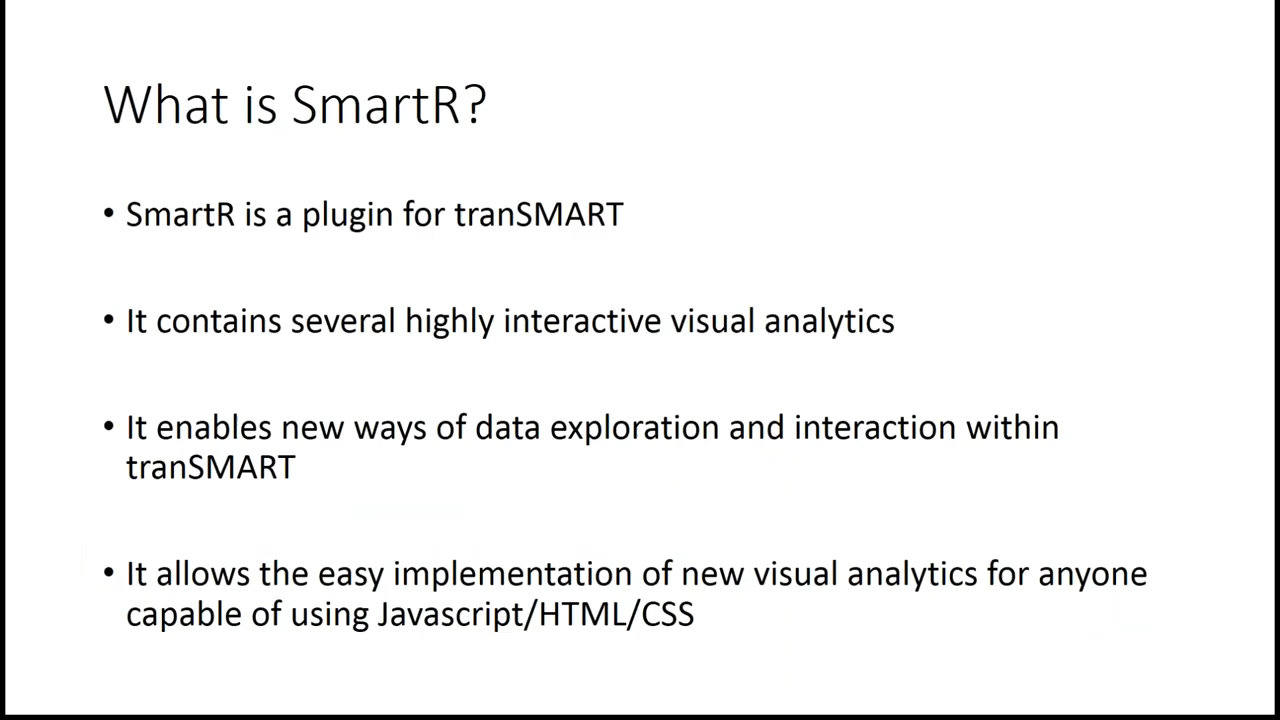 What is SmartR?
• SmartR is a plugin for tranSMART
• It contains several highly interactive visual analytics
• It enables new ways of data exploration and interaction within
tranSMART
• It allows the easy implementation of new visual analytics for anyone
capable of using Javascript/HTML/CSS